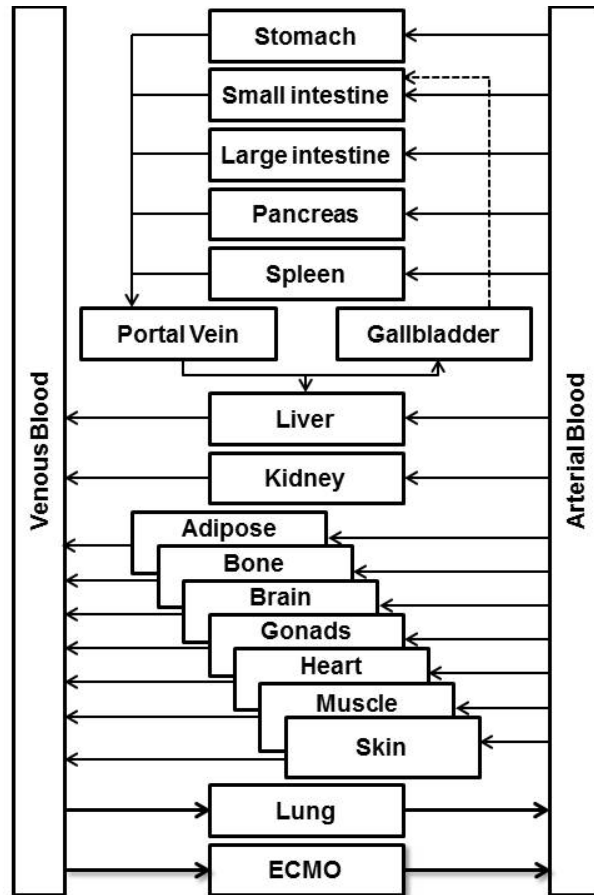 Stomach
Small intestine
Large intestine
Pancreas
Spleen
Portal Vein
Gallbladder
Liver
Kidney
Adipose
Bone
Brain
Gonads
Heart
Muscle
Skin
Lung
ECMO
Venous Blood
Arterial Blood